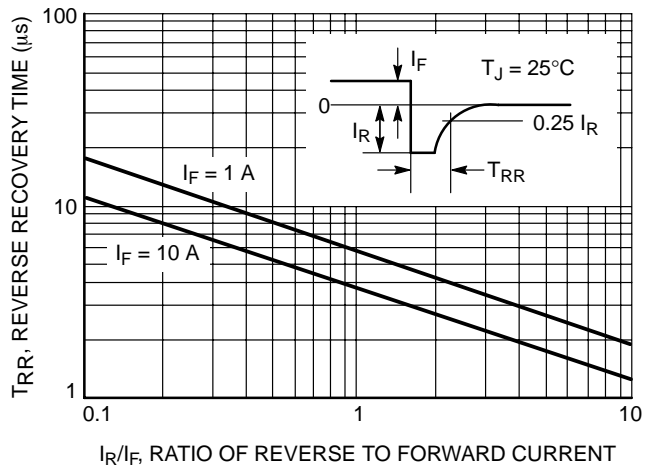 100
10
1
T_RR, REVERSE RECOVERY TIME (µs)
I_F
T_J = 25°C
0
I_R
0.25 I_R
T_RR
I_F = 1 A
I_F = 10 A
0.1
1
10
I_R/I_F, RATIO OF REVERSE TO FORWARD CURRENT